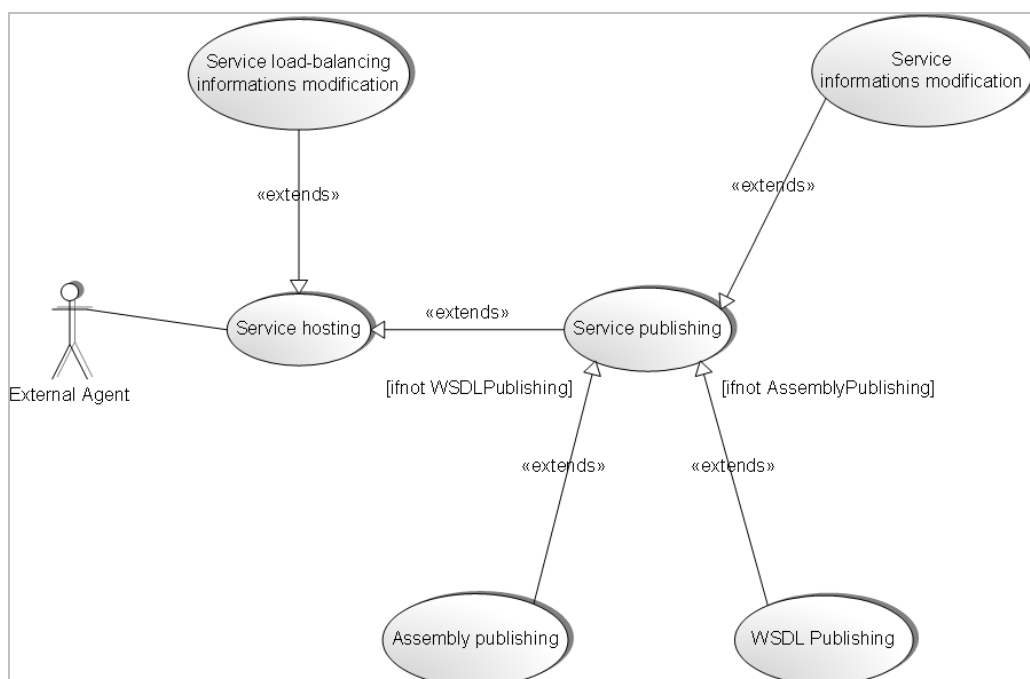 Service load-balancing
informations modification
Service
informations modification
«extends»
«extends»
«extends»
Service hosting
Service publishing
External Agent
[ifnot WSDLPublishing]
[ifnot AssemblyPublishing]
«extends»
«extends»
Assembly publishing
WSDL Publishing